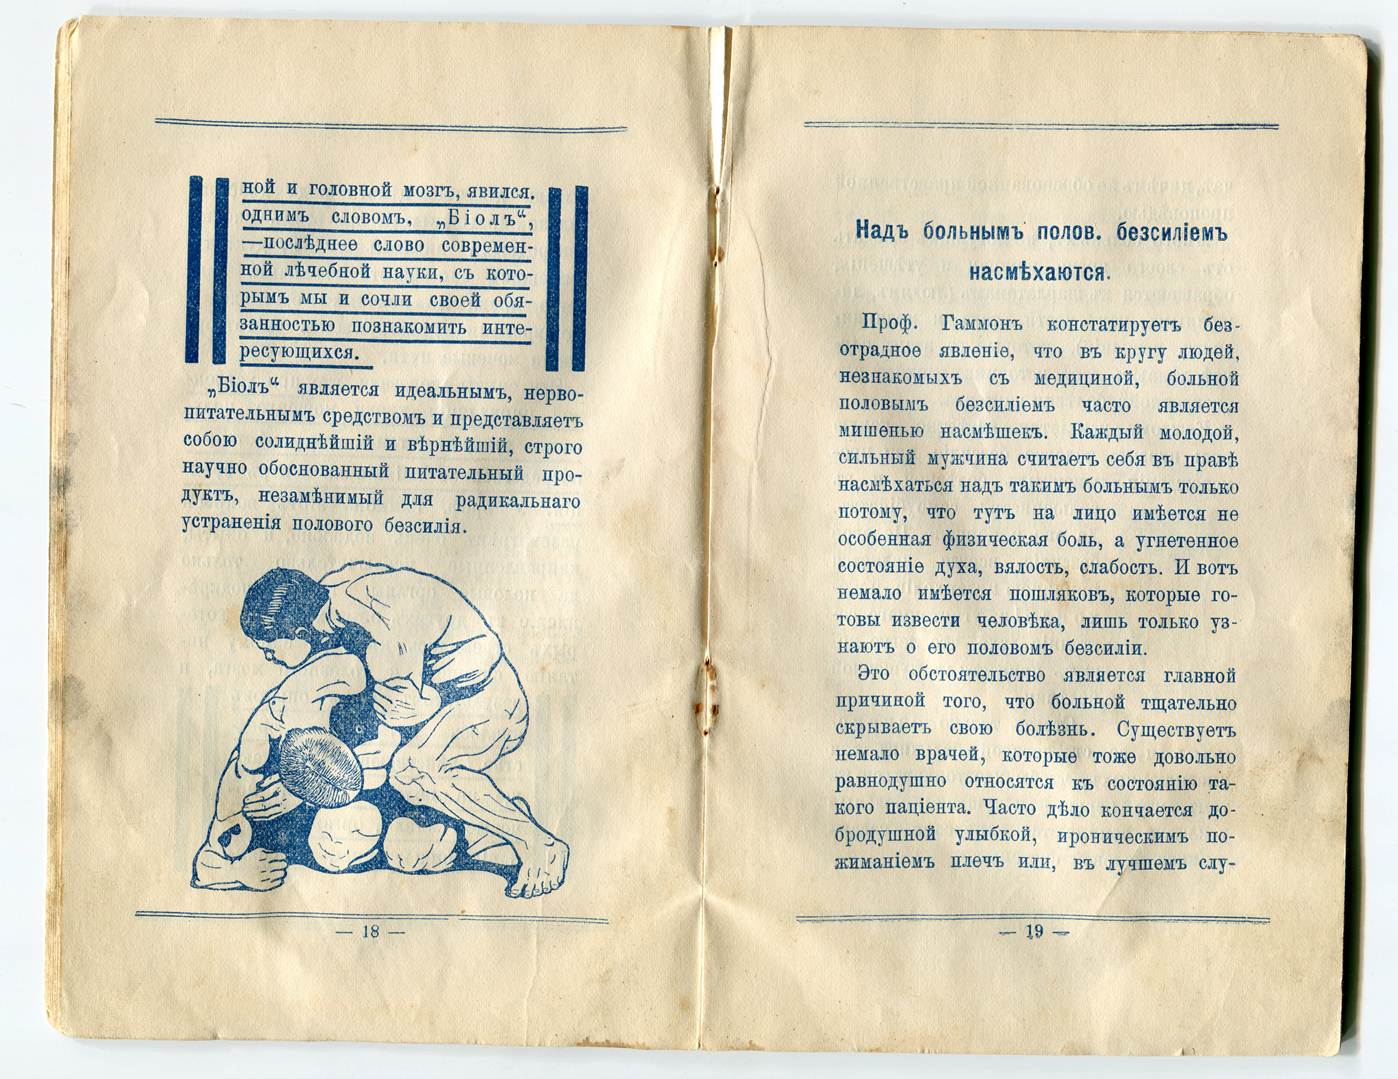 ной и головной мозгъ, явился.
однимъ словомъ, „Біолъ“,
—послѣднее слово современ-
ной лѣчебной науки, съ кото-
рымъ мы и сочли своей обя-
занностью познакомить инте-
ресующихся.
„Біолъ“ является идеальнымъ, нерво-
питательнымъ средствомъ и представляетъ
собою солиднѣйшій и вѣрнѣйшій, строго
научно обоснованный питательный про-
дуктъ, незамѣнимый для радикальнаго
устраненія полового безсилія.
— 18 —
Надъ больнымъ полов. безсиліемъ
насмѣхаются.
Проф. Гаммонъ констатируетъ без-
отрадное явленіе, что въ кругу людей,
незнакомыхъ съ медициной, больной
половымъ безсиліемъ часто является
мишенью насмѣшекъ. Каждый молодой,
сильный мужчина считаетъ себя въ правѣ
насмѣхаться надъ такимъ больнымъ только
потому, что тутъ на лицо имѣется не
особенная физическая боль, а угнетенное
состояніе духа, вялость, слабость. И вотъ
немало имѣется пошляковъ, которые го-
товы извести человѣка, лишь только уз-
наютъ о его половомъ безсиліи.
Это обстоятельство является главной
причиной того, что больной тщательно
скрываетъ свою болѣзнь. Существуетъ
немало врачей, которые тоже довольно
равнодушно относятся къ состоянію та-
кого паціента. Часто дѣло кончается до-
бродушной улыбкой, ироническимъ по-
жиманіемъ плечъ или, въ лучшемъ слу-
— 19 —